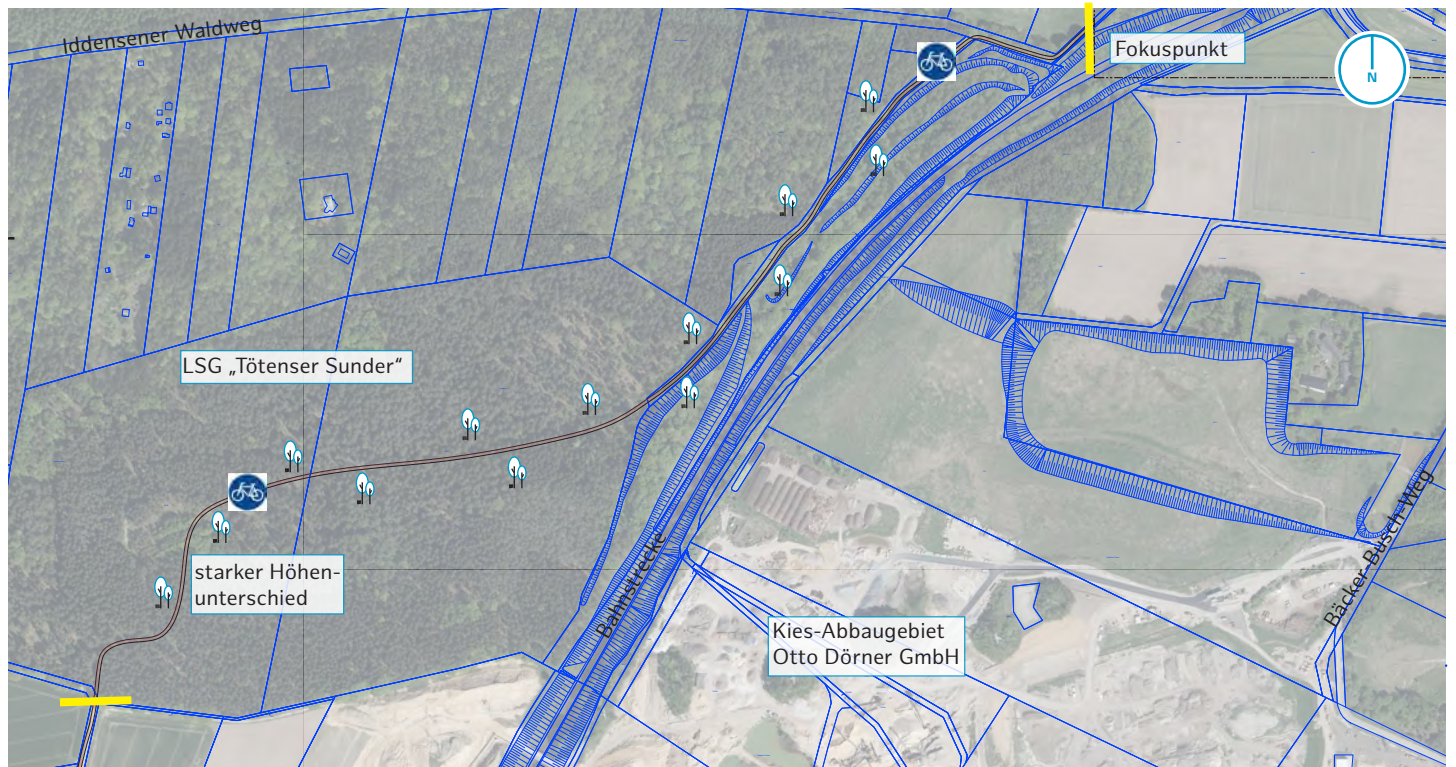 Iddensener Waldweg
Fokuspunkt
N
LSG „Tötenser Sunder“
starker Höhen-
unterschied
Bahnstrecke
Kies-Abbaugebiet
Otto Dörner GmbH
Bäcker-Busch-Weg